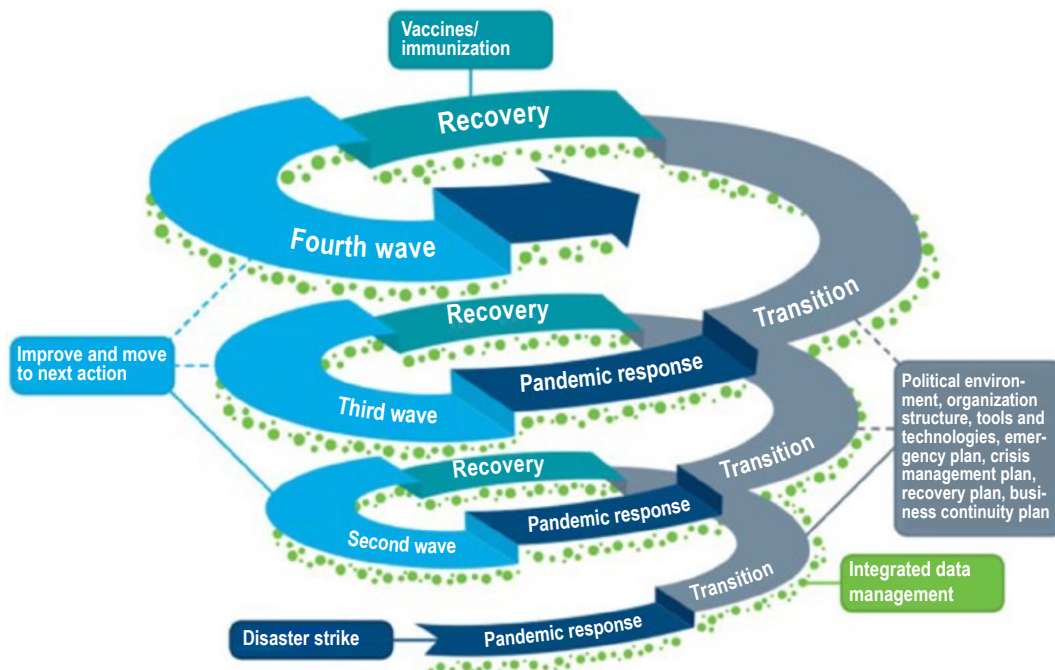 Vaccines/
immunization
Recovery
Fourth wave
Transition
Recovery
Pandemic response
Third wave
Improve and move
to next action
Political environ-
ment, organization
structure, tools and
technologies, emer-
gency plan, crisis
management plan,
recovery plan, busi-
ness continuity plan
Transition
Recovery
Pandemic response
Second wave
Transition
Integrated data
management
Disaster strike
Pandemic response